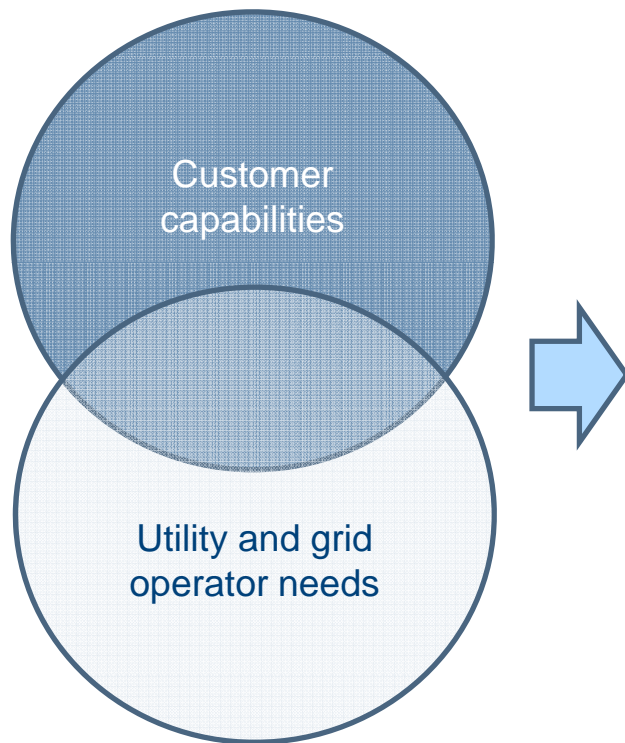 Customer
capabilities
Utility and grid
operator needs